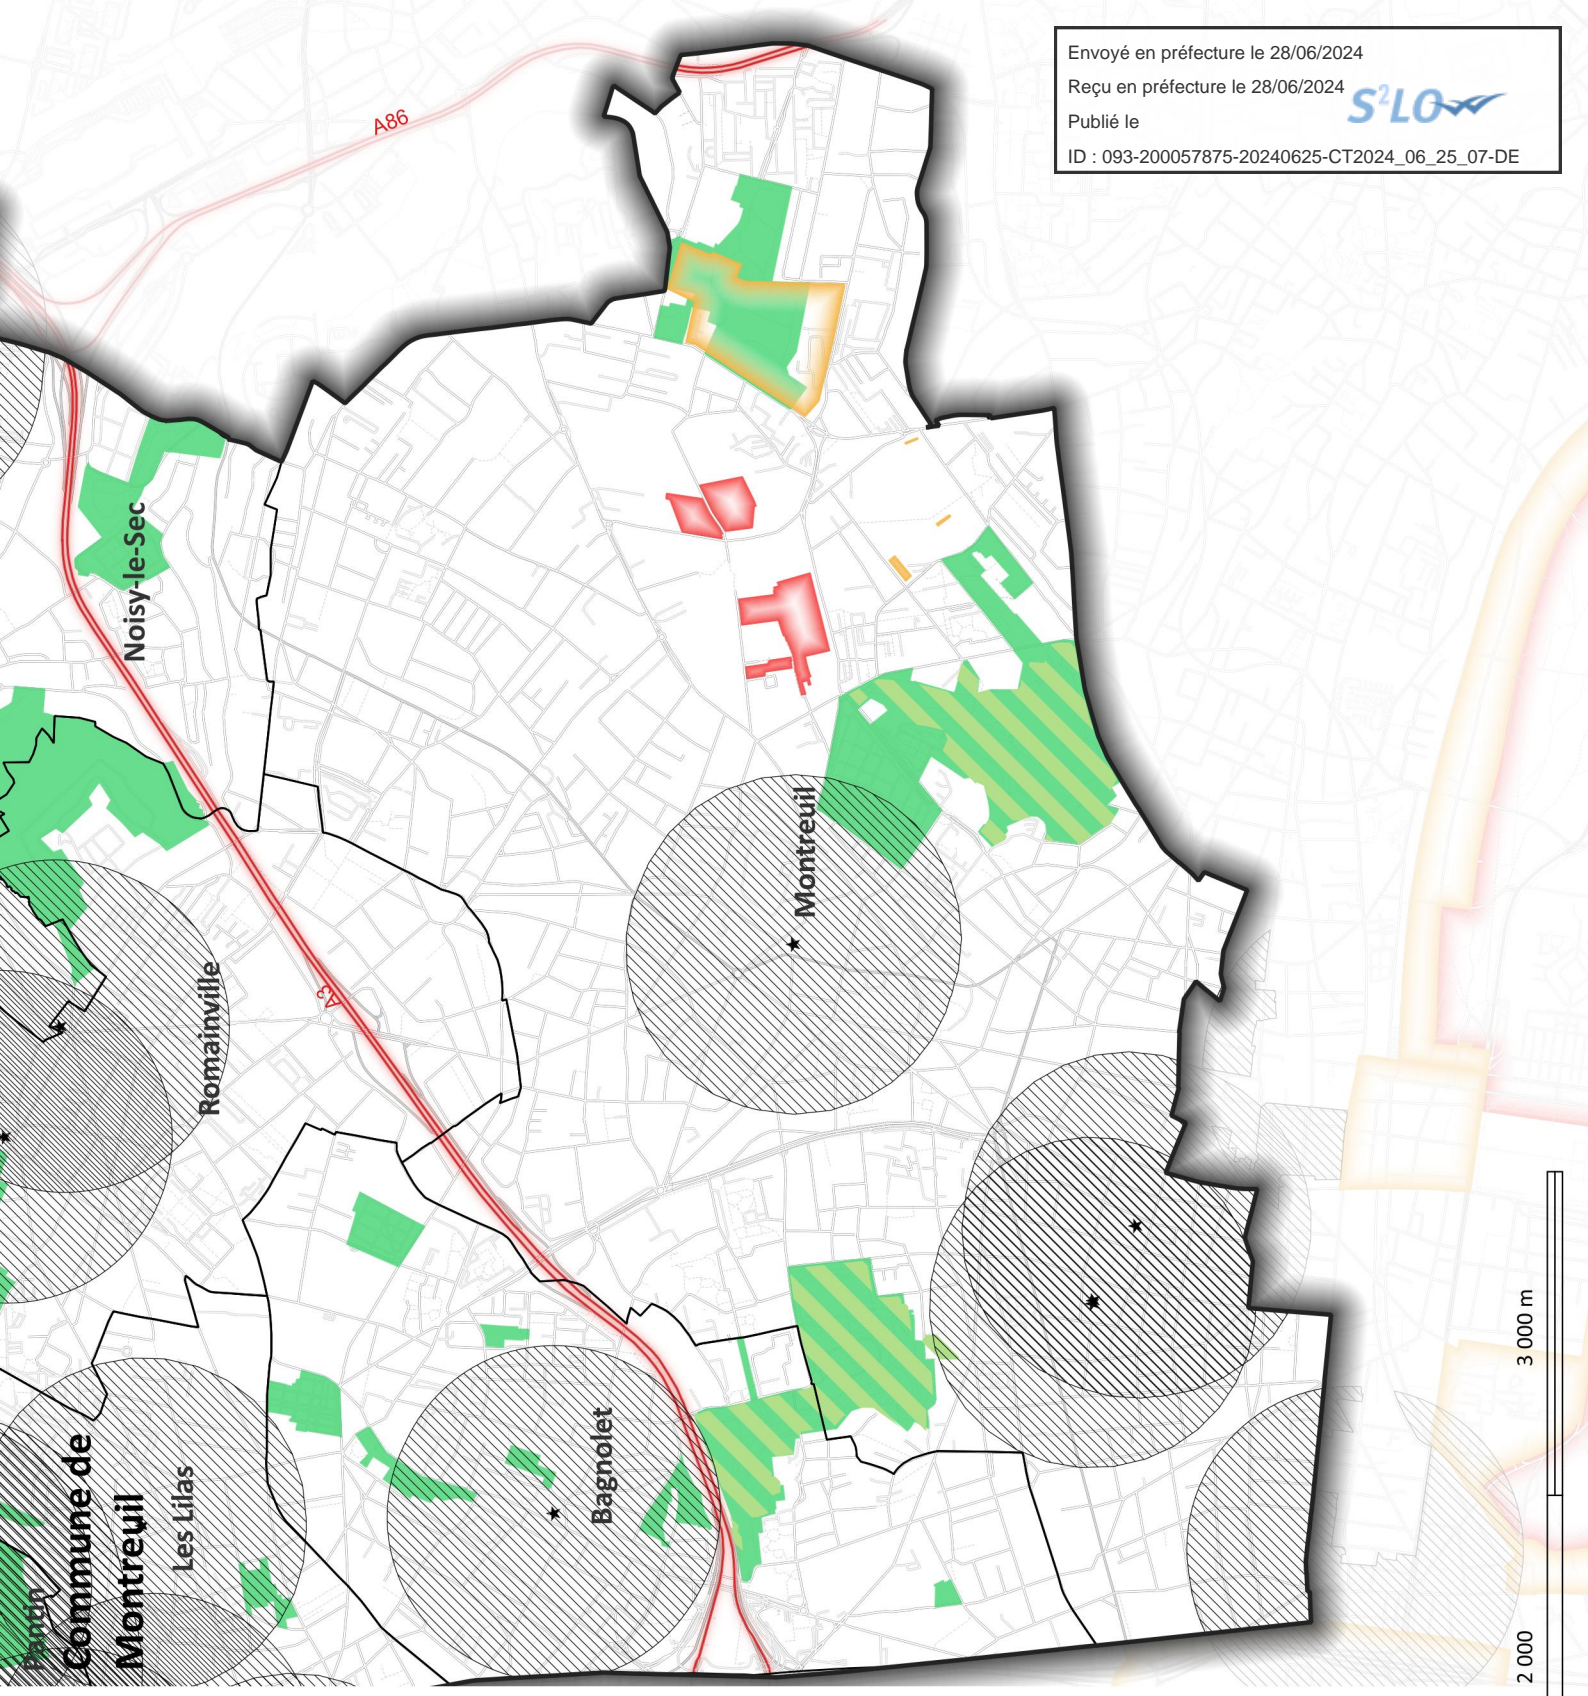 Envoyé en préfecture le 28/06/2024
Reçu en préfecture le 28/06/2024
S²LO
Publié le
ID : 093-200057875-20240625-CT2024_06_25_07-DE
A86
Noisy-le-Sec
Romainville
A3
Montreuil
Bagnolet
Les Lilas
Pantin
Commune de
Montreuil
2 000
3 000 m